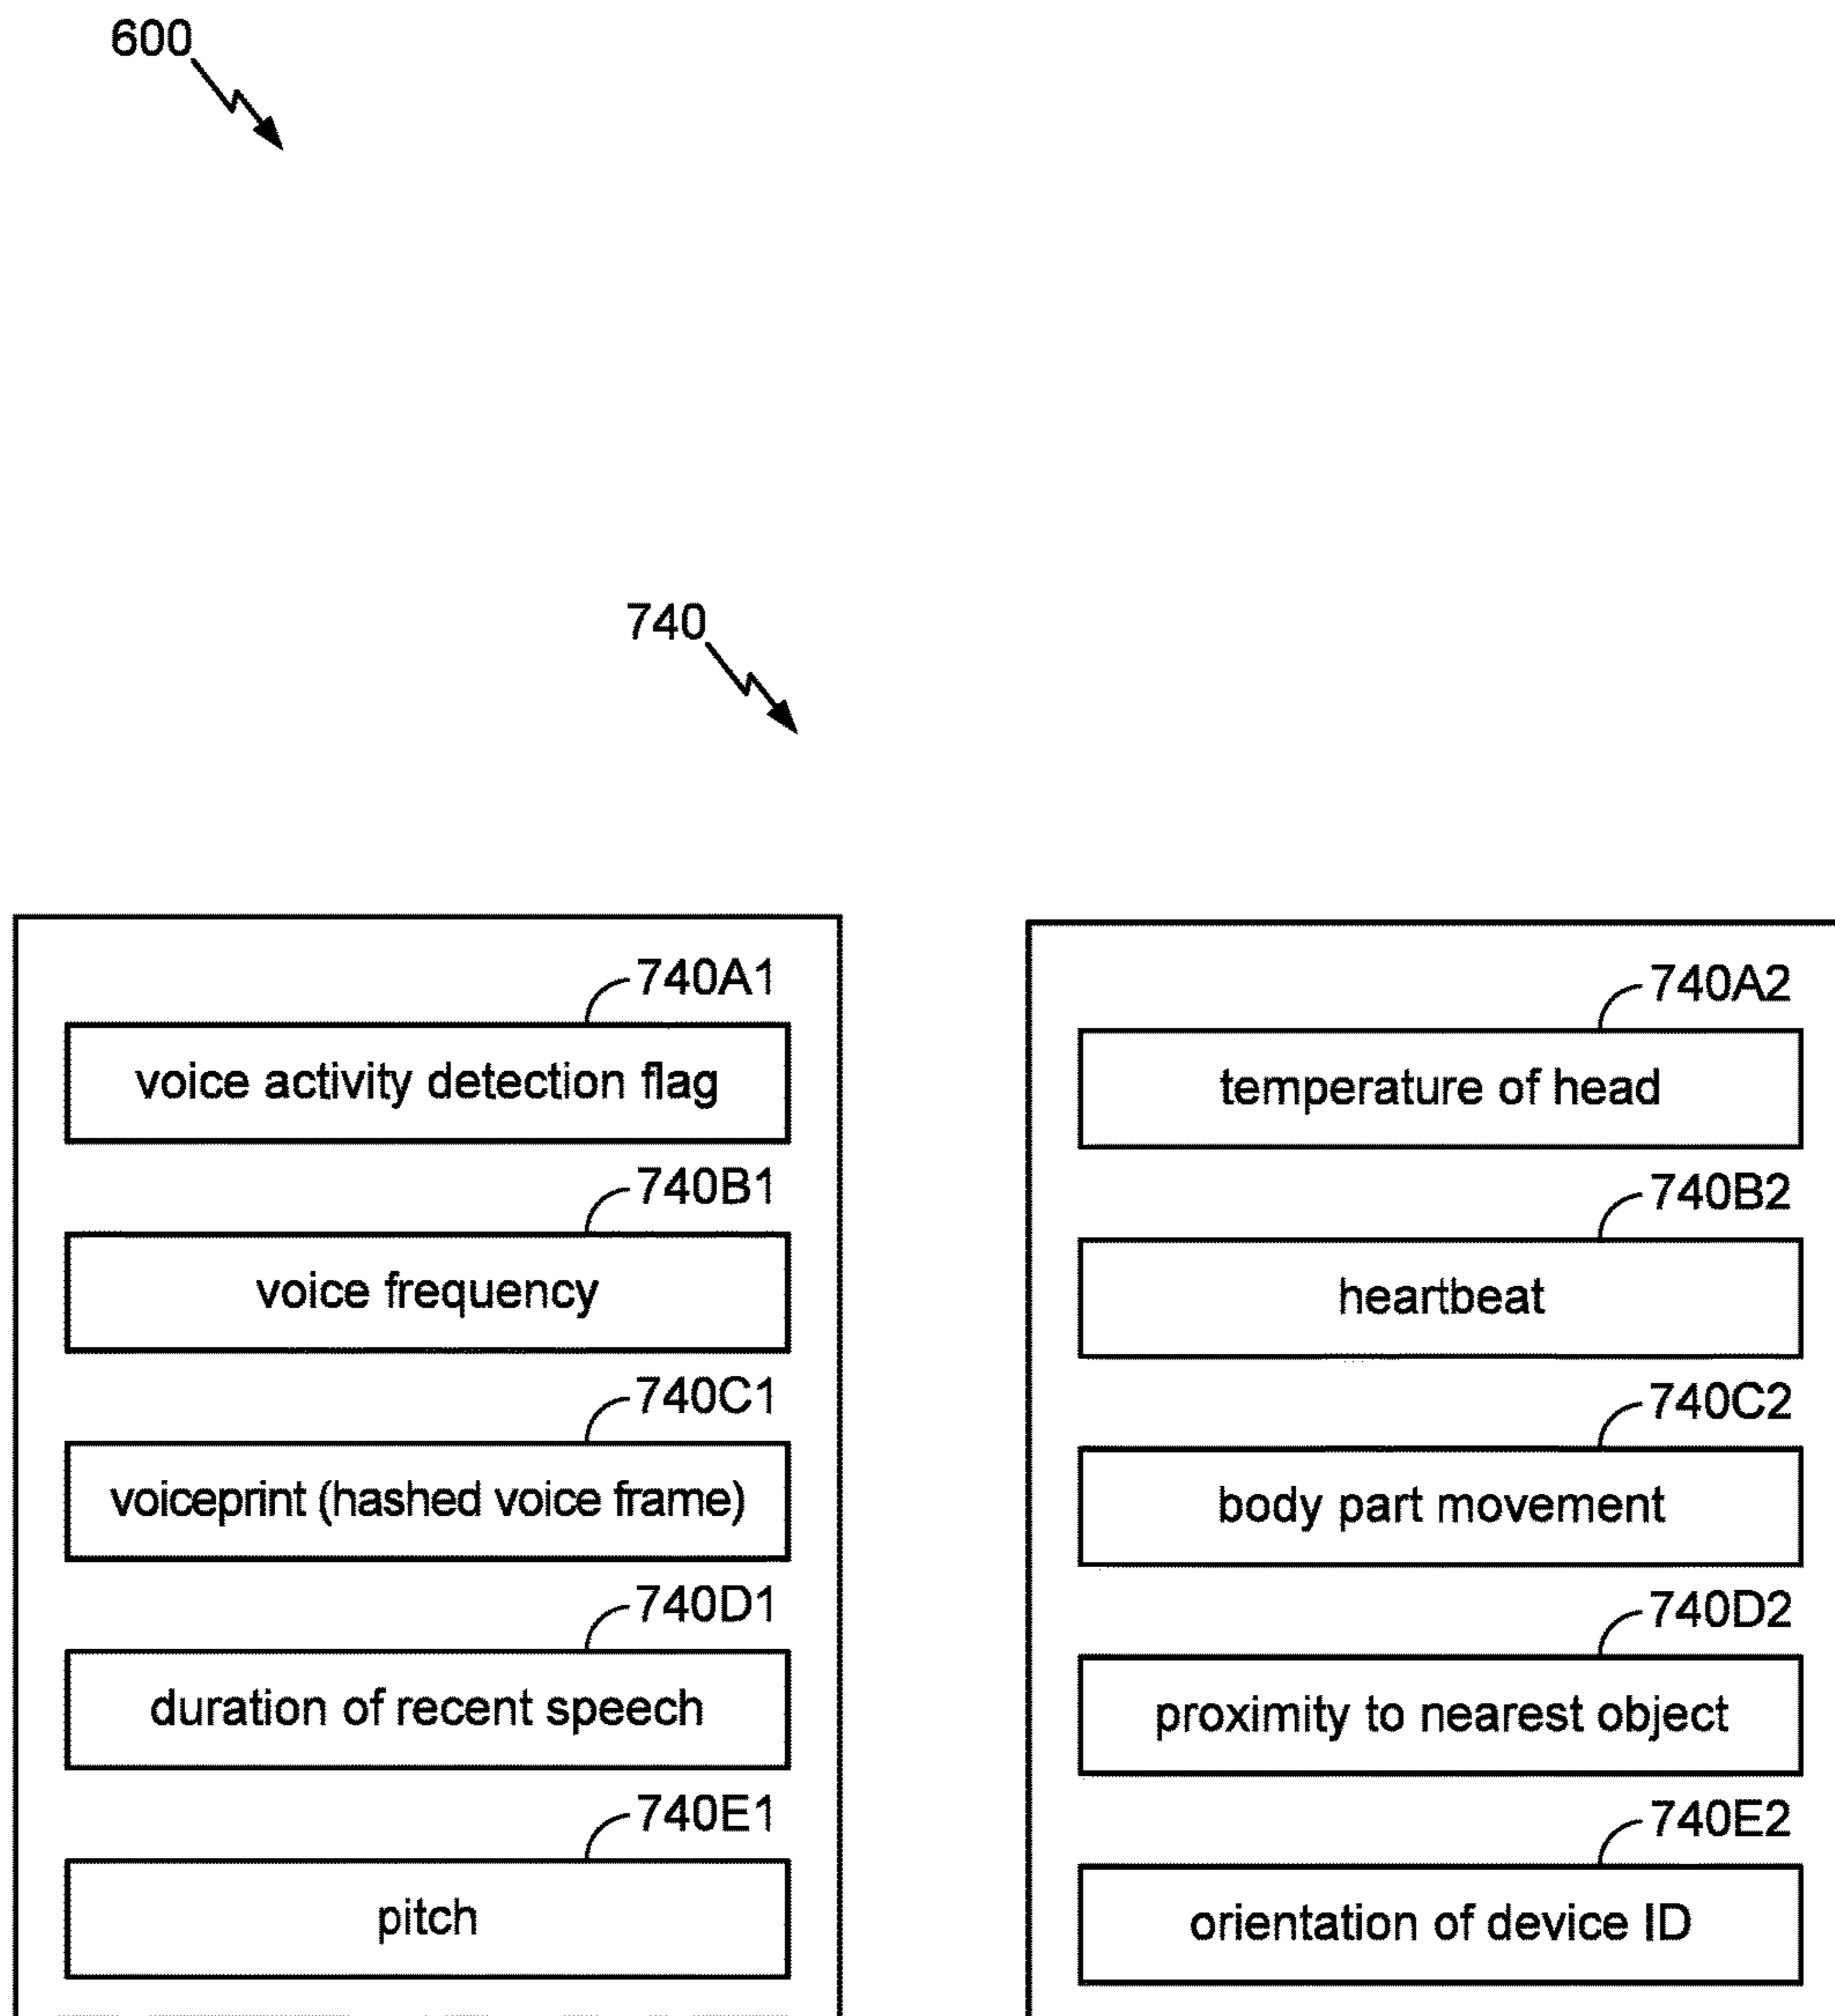 600
740
740A1
voice activity detection flag
740B1
voice frequency
740C1
voiceprint (hashed voice frame)
740D1
duration of recent speech
740E1
pitch
740A2
temperature of head
740B2
heartbeat
740C2
body part movement
740D2
proximity to nearest object
740E2
orientation of device ID